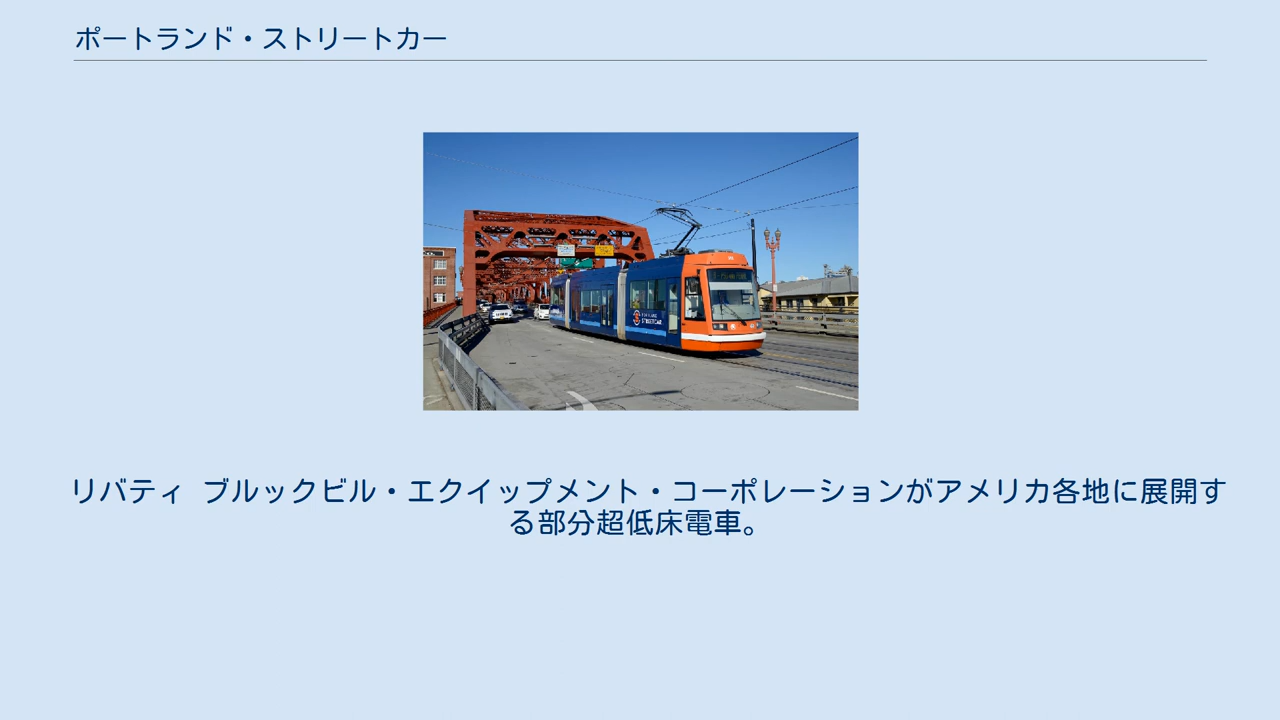 ポートランド・ストリートカー
リバティ ブルックビル・エクイップメント・コーポレーションがアメリカ各地に展開す
る部分超低床電車。